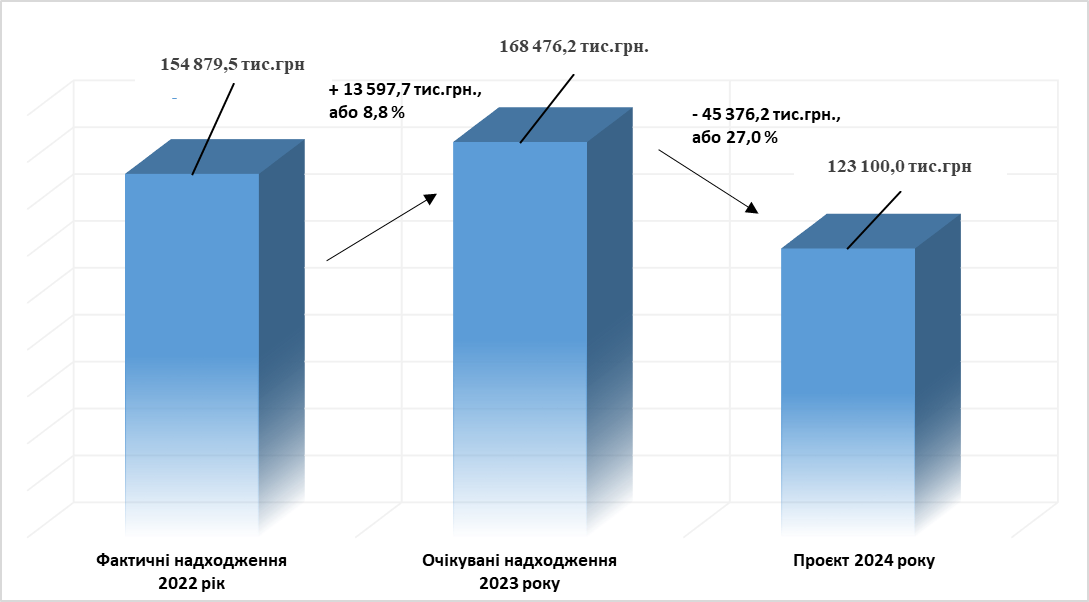 168 476,2 тис.грн.
154 879,5 тис.грн
+ 13 597,7 тис.грн.,
або 8,8 %
- 45 376,2 тис.грн.,
або 27,0 %
123 100,0 тис.грн
Фактичні надходження
2022 рік
Очікувані надходження
2023 року
Проєкт 2024 року